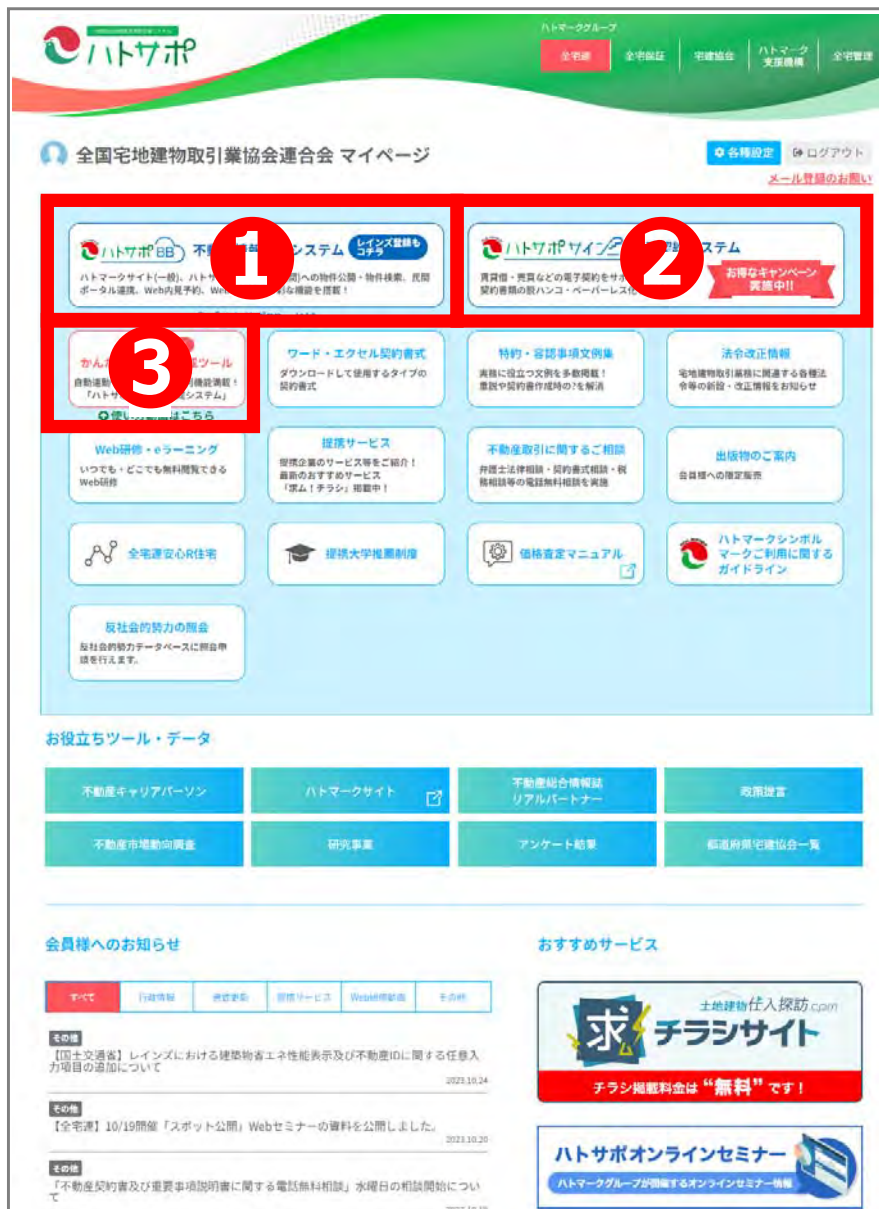 ハトサポ
ハトマークグループ
全宅連
全宅保証
宅建協会
ハトマーク
支援機構
全宅管理
全国宅地建物取引業協会連合会 マイページ
各種設定
ログアウト
メール登録のお願い
1
ハトサポBB
不
システム
レインズ登録も
コチラ
ハトマークサイト(一般)、ハトサ
間)への物件公開・物件検索、民間
ポータル連携、Web内見予約、We
な機能を搭載！
2
ハトサポサイン
システム
賃貸借・売買などの電子契約をサポ
契約書類の脱ハンコ・ペーパーレス化
お得なキャンペーン
実施中!!
3
かんた
ツール
自動連動
機能満載！
「ハトサ
システム」
使い
はこちら
ワード・エクセル契約書式
ダウンロードして使用するタイプの
契約書式
特約・容認事項文例集
実務に役立つ文例を多数掲載！
重説や契約書作成時の?を解消
法令改正情報
宅地建物取引業務に関連する各種法
令等の新設・改正情報をお知らせ
Web研修・eラーニング
いつでも・どこでも無料閲覧できる
Web研修
提携サービス
提携企業のサービス等をご紹介！
最新のおすすめサービス
「求ム！チラシ」掲載中！
不動産取引に関するご相談
弁護士法律相談・契約書式相談・税
務相談等の電話無料相談を実施
出版物のご案内
会員様への限定販売
全宅連安心R住宅
提携大学推薦制度
価格査定マニュアル
ハトマークシンボル
マークご利用に関する
ガイドライン
反社会的勢力の照会
反社会的勢力データベースに照会申
請を行えます。
お役立ちツール・データ
不動産キャリアパーソン
ハトマークサイト
不動産総合情報誌
リアルパートナー
政策提言
不動産市場動向調査
研究事業
アンケート結果
都道府県宅建協会一覧
会員様へのお知らせ
すべて
行政情報
書式更新
提携サービス
Web研修動画
その他
その他
【国土交通省】レインズにおける建築物省エネ性能表示及び不動産IDに関する任意入
力項目の追加について
2023.10.24
その他
【全宅連】10/19開催「スポット公開」Webセミナーの資料を公開しました。
2023.10.20
その他
「不動産契約書及び重要事項説明書に関する電話無料相談」水曜日の相談開始につい
て
おすすめサービス
土地建物仕入探訪.com
求ム
チラシサイト
チラシ掲載料金は“無料”です！
ハトサポオンラインセミナー
ハトマークグループが開催するオンラインセミナー情報